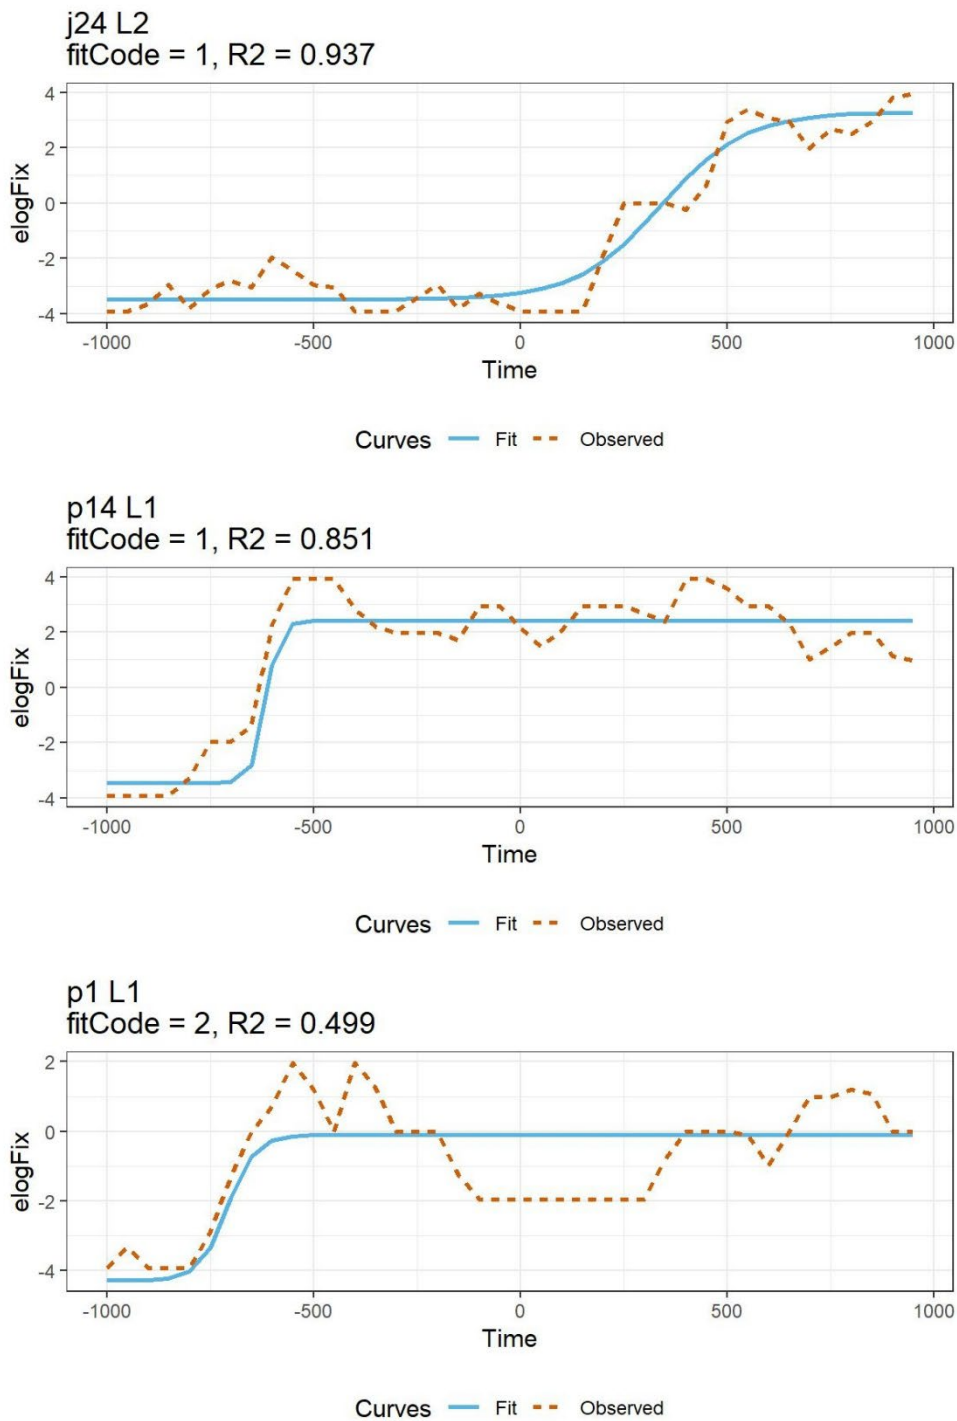 j24 L2
fitCode = 1, R2 = 0.937
4
2
0
-2
-4
elogFix
-1000 -500 0 500 1000
Time
Curves Fit Observed
p14 L1
fitCode = 1, R2 = 0.851
4
2
0
-2
-4
elogFix
-1000 -500 0 500 1000
Time
Curves Fit Observed
p1 L1
fitCode = 2, R2 = 0.499
2
0
-2
-4
elogFix
-1000 -500 0 500 1000
Time
Curves Fit Observed